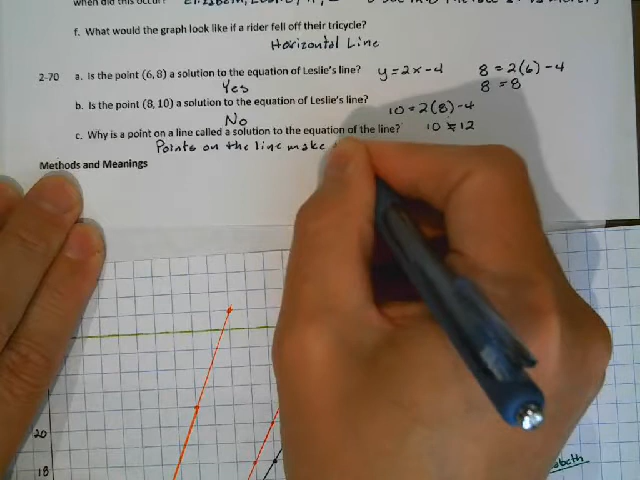 when did this occur?
f. What would the graph look like if a rider fell off their tricycle?
Horizontal Line
2-70 a. Is the point (6, 8) a solution to the equation of Leslie's line? y = 2x - 4 8 = 2(6) - 4
Yes 8 = 8
b. Is the point (8, 10) a solution to the equation of Leslie's line? 10 = 2(8) - 4
No
c. Why is a point on a line called a solution to the equation of the line? 10 ≠ 12
Points on the line make
Methods and Meanings
20
18